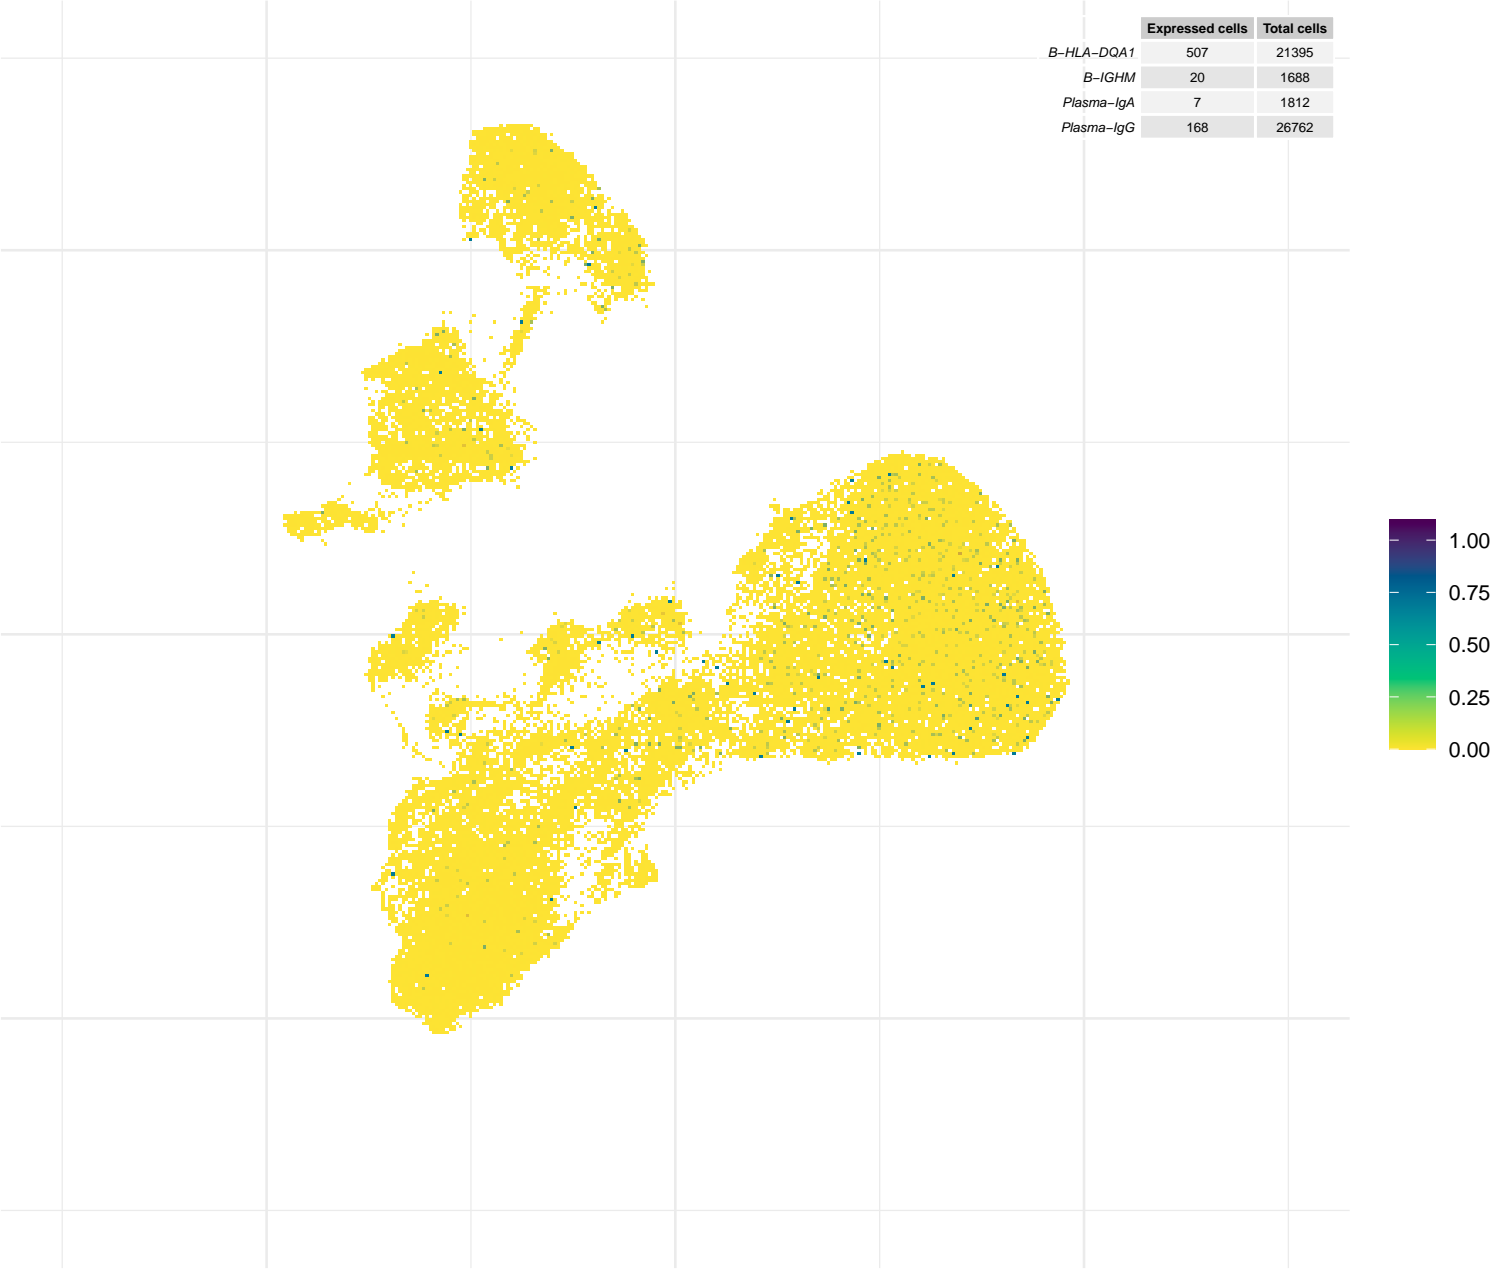 Expressed cells Total cells
B−HLA−DQA1 507 21395
B−IGHM 20 1688
Plasma−IgA 7 1812
Plasma−IgG 168 26762
1.00
0.75
0.50
0.25
0.00